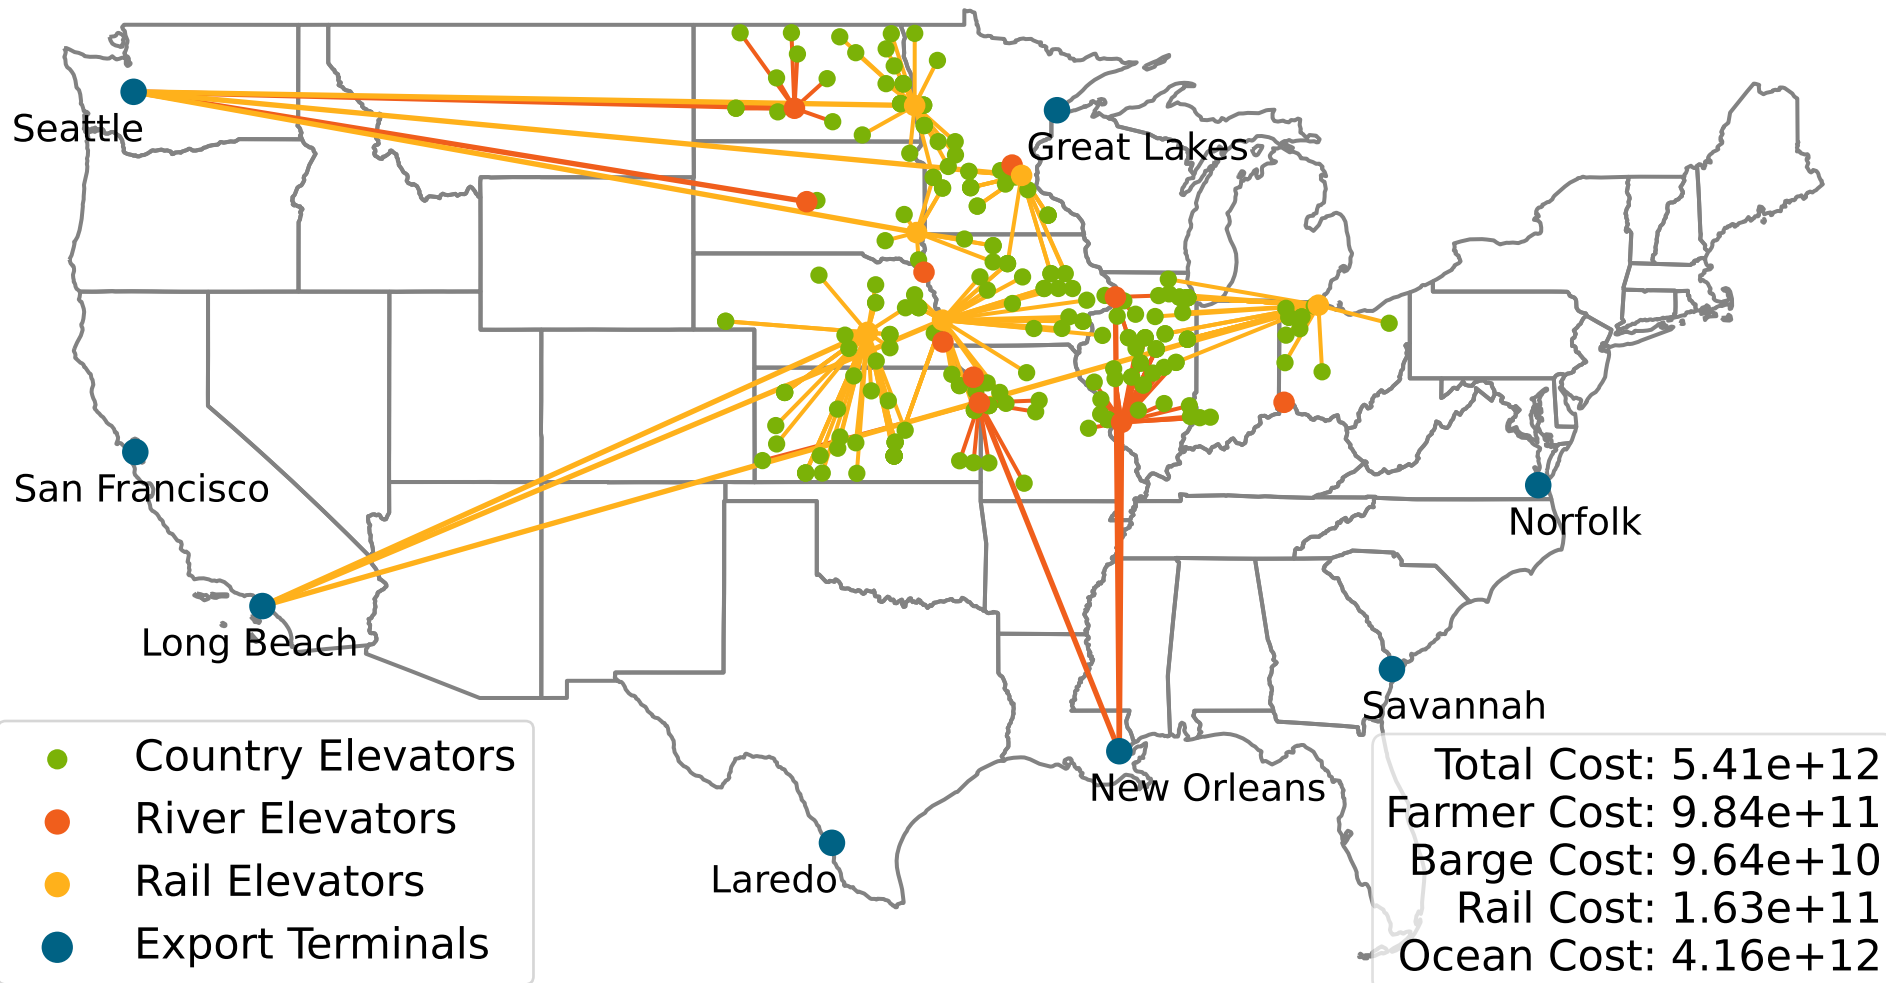 Seattle
Great Lakes
San Francisco
Norfolk
Long Beach
Savannah
New Orleans
Laredo
Country Elevators
River Elevators
Rail Elevators
Export Terminals
Total Cost: 5.41e+12
Farmer Cost: 9.84e+11
Barge Cost: 9.64e+10
Rail Cost: 1.63e+11
Ocean Cost: 4.16e+12